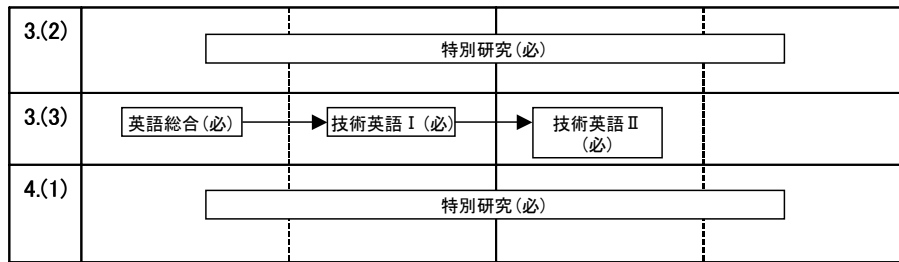 3.(2)
特別研究(必)
3.(3)
英語総合(必)
技術英語Ⅰ(必)
技術英語Ⅱ
(必)
4.(1)
特別研究(必)